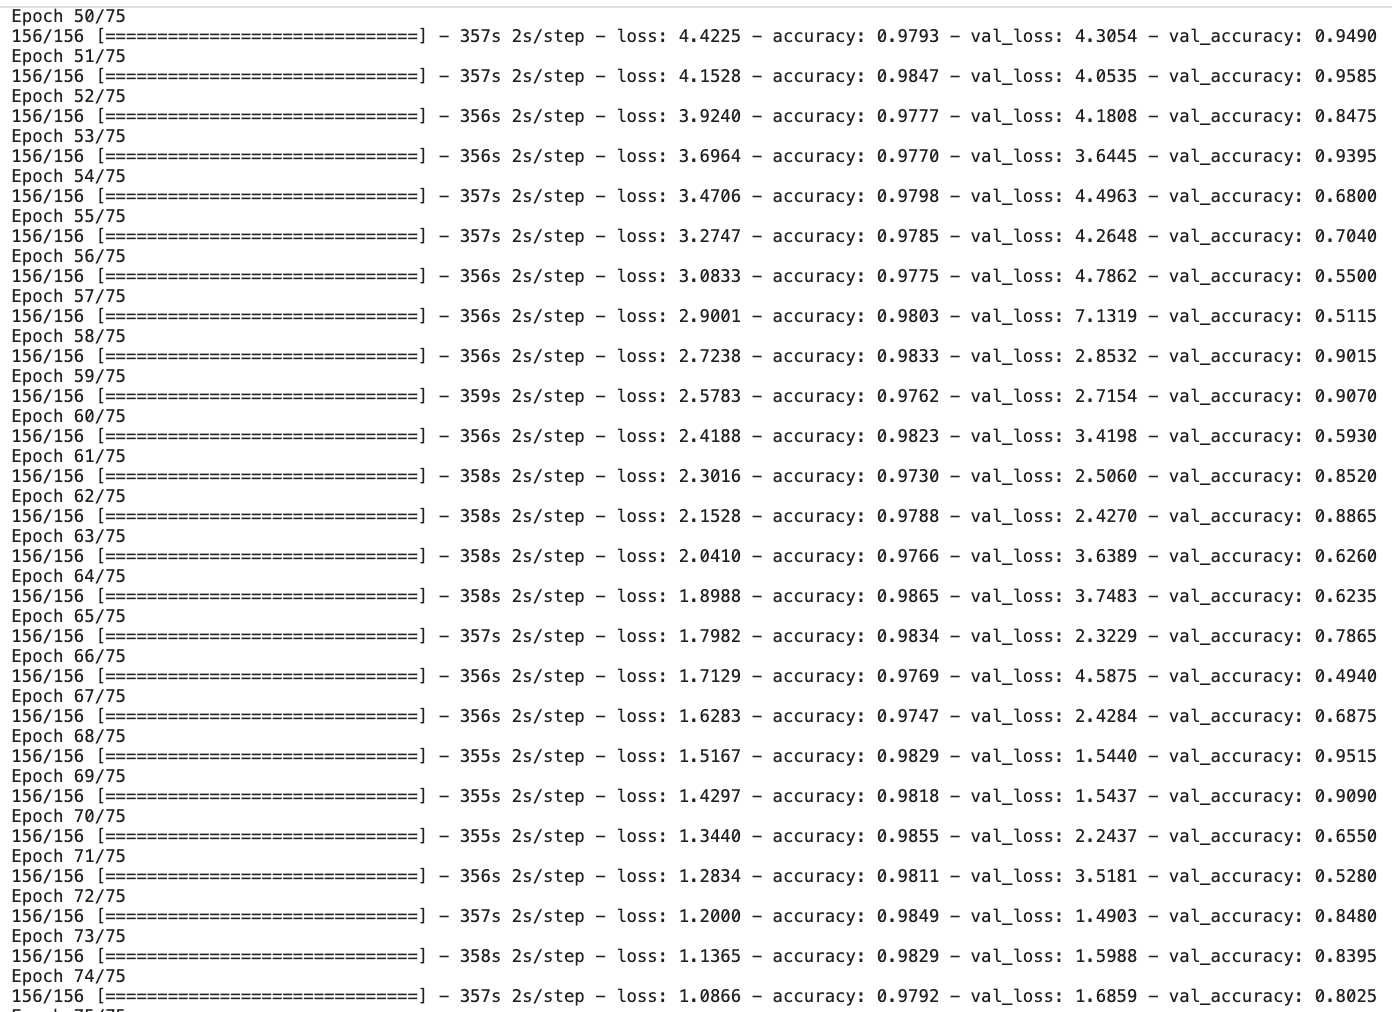 Epoch 50/75
156/156 [==============================] - 357s 2s/step - loss: 4.4225 - accuracy: 0.9793 - val_loss: 4.3054 - val_accuracy: 0.9490
Epoch 51/75
156/156 [==============================] - 357s 2s/step - loss: 4.1528 - accuracy: 0.9847 - val_loss: 4.0535 - val_accuracy: 0.9585
Epoch 52/75
156/156 [==============================] - 356s 2s/step - loss: 3.9240 - accuracy: 0.9777 - val_loss: 4.1808 - val_accuracy: 0.8475
Epoch 53/75
156/156 [==============================] - 356s 2s/step - loss: 3.6964 - accuracy: 0.9770 - val_loss: 3.6445 - val_accuracy: 0.9395
Epoch 54/75
156/156 [==============================] - 357s 2s/step - loss: 3.4706 - accuracy: 0.9798 - val_loss: 4.4963 - val_accuracy: 0.6800
Epoch 55/75
156/156 [==============================] - 357s 2s/step - loss: 3.2747 - accuracy: 0.9785 - val_loss: 4.2648 - val_accuracy: 0.7040
Epoch 56/75
156/156 [==============================] - 356s 2s/step - loss: 3.0833 - accuracy: 0.9775 - val_loss: 4.7862 - val_accuracy: 0.5500
Epoch 57/75
156/156 [==============================] - 356s 2s/step - loss: 2.9001 - accuracy: 0.9803 - val_loss: 7.1319 - val_accuracy: 0.5115
Epoch 58/75
156/156 [==============================] - 356s 2s/step - loss: 2.7238 - accuracy: 0.9833 - val_loss: 2.8532 - val_accuracy: 0.9015
Epoch 59/75
156/156 [==============================] - 359s 2s/step - loss: 2.5783 - accuracy: 0.9762 - val_loss: 2.7154 - val_accuracy: 0.9070
Epoch 60/75
156/156 [==============================] - 356s 2s/step - loss: 2.4188 - accuracy: 0.9823 - val_loss: 3.4198 - val_accuracy: 0.5930
Epoch 61/75
156/156 [==============================] - 358s 2s/step - loss: 2.3016 - accuracy: 0.9730 - val_loss: 2.5060 - val_accuracy: 0.8520
Epoch 62/75
156/156 [==============================] - 358s 2s/step - loss: 2.1528 - accuracy: 0.9788 - val_loss: 2.4270 - val_accuracy: 0.8865
Epoch 63/75
156/156 [==============================] - 358s 2s/step - loss: 2.0410 - accuracy: 0.9766 - val_loss: 3.6389 - val_accuracy: 0.6260
Epoch 64/75
156/156 [==============================] - 358s 2s/step - loss: 1.8988 - accuracy: 0.9865 - val_loss: 3.7483 - val_accuracy: 0.6235
Epoch 65/75
156/156 [==============================] - 357s 2s/step - loss: 1.7982 - accuracy: 0.9834 - val_loss: 2.3229 - val_accuracy: 0.7865
Epoch 66/75
156/156 [==============================] - 356s 2s/step - loss: 1.7129 - accuracy: 0.9769 - val_loss: 4.5875 - val_accuracy: 0.4940
Epoch 67/75
156/156 [==============================] - 356s 2s/step - loss: 1.6283 - accuracy: 0.9747 - val_loss: 2.4284 - val_accuracy: 0.6875
Epoch 68/75
156/156 [==============================] - 355s 2s/step - loss: 1.5167 - accuracy: 0.9829 - val_loss: 1.5440 - val_accuracy: 0.9515
Epoch 69/75
156/156 [==============================] - 355s 2s/step - loss: 1.4297 - accuracy: 0.9818 - val_loss: 1.5437 - val_accuracy: 0.9090
Epoch 70/75
156/156 [==============================] - 355s 2s/step - loss: 1.3440 - accuracy: 0.9855 - val_loss: 2.2437 - val_accuracy: 0.6550
Epoch 71/75
156/156 [==============================] - 356s 2s/step - loss: 1.2834 - accuracy: 0.9811 - val_loss: 3.5181 - val_accuracy: 0.5280
Epoch 72/75
156/156 [==============================] - 357s 2s/step - loss: 1.2000 - accuracy: 0.9849 - val_loss: 1.4903 - val_accuracy: 0.8480
Epoch 73/75
156/156 [==============================] - 358s 2s/step - loss: 1.1365 - accuracy: 0.9829 - val_loss: 1.5988 - val_accuracy: 0.8395
Epoch 74/75
156/156 [==============================] - 357s 2s/step - loss: 1.0866 - accuracy: 0.9792 - val_loss: 1.6859 - val_accuracy: 0.8025